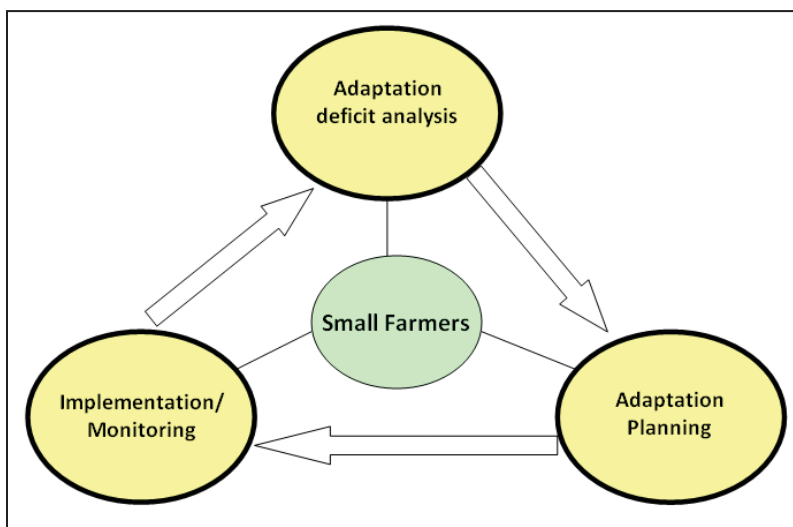 Adaptation
deficit analysis
Small Farmers
Implementation/
Monitoring
Adaptation
Planning